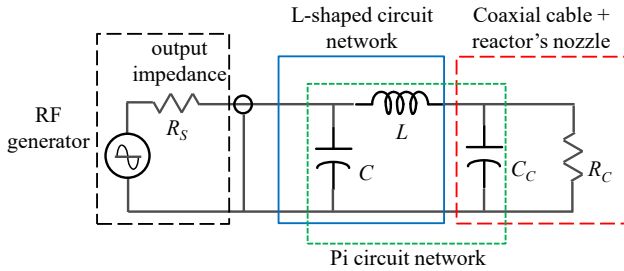 L-shaped circuit
network
Coaxial cable +
reactor's nozzle
output
impedance
RF
generator
R_S
L
C
C_C
R_C
Pi circuit network